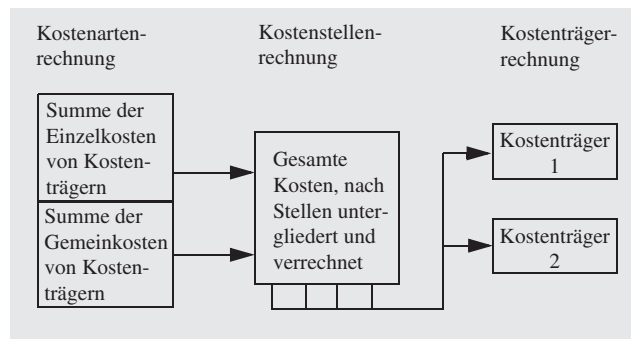 Kostenarten-
rechnung
Kostenstellen-
rechnung
Kostenträger-
rechnung
Summe der
Einzelkosten
von Kosten-
trägern
Summe der
Gemeinkosten
von Kosten-
trägern
Gesamte
Kosten, nach
Stellen unter-
gliedert und
verrechnet
Kostenträger
1
Kostenträger
2